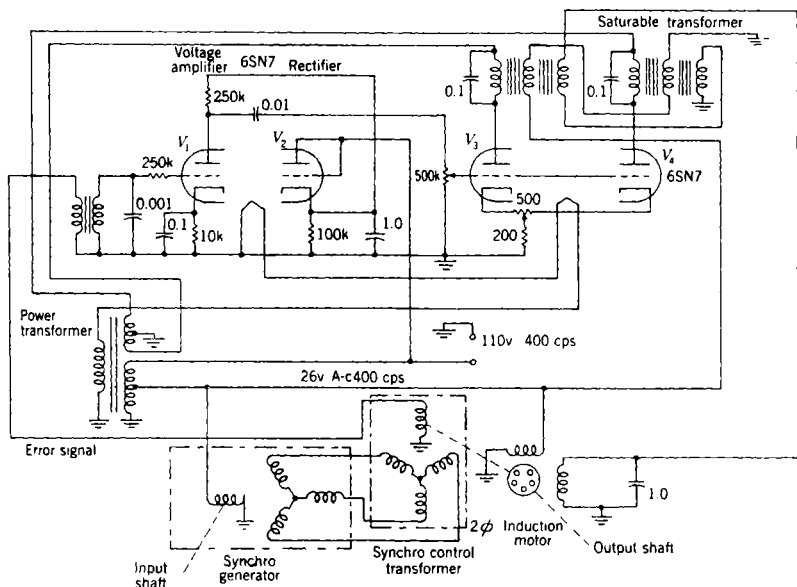 Saturable transformer
Voltage
amplifier
6SN7
Rectifier
250k
0.01
0.1
0.1
V₁
V₂
V₃
V₄
6SN7
250k
500k
0.001
0.1
10k
100k
1.0
500
200
Power
transformer
110v 400 cps
26v A-c 400 cps
Error signal
1.0
2ϕ
Induction
motor
Output shaft
Input
shaft
Synchro
generator
Synchro control
transformer